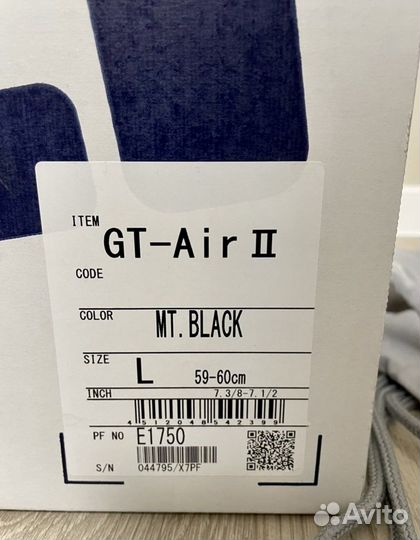 ITEM
GT-Air II
CODE
COLOR
MT. BLACK
SIZE
L 59-60cm
INCH 7.3/8-7.1/2
4512048542399
PF NO E1750
S/N 044795/X7PF
Avito